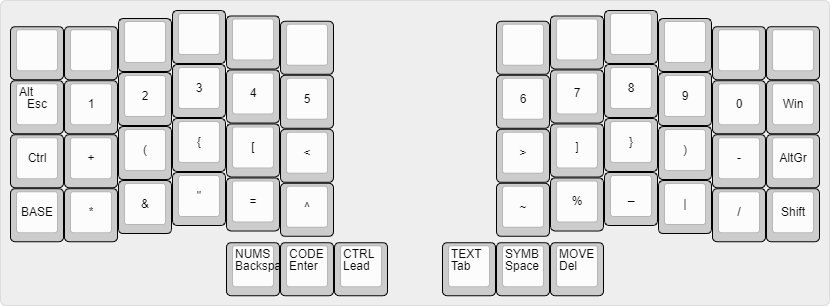 Alt
Esc 1 2 3 4 5 6 7 8 9 0 Win
Ctrl + ( { [ < > ] } ) - AltGr
BASE * & " = ^ ~ % – | / Shift
NUMS CODE CTRL TEXT SYMB MOVE
Backspa Enter Lead Tab Space Del